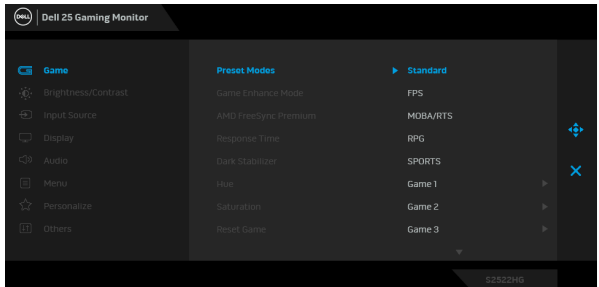 DELL Dell 25 Gaming Monitor
Game
Brightness/Contrast
Input Source
Display
Audio
Menu
Personalize
Others
Preset Modes
Game Enhance Mode
AMD FreeSync Premium
Response Time
Dark Stabilizer
Hue
Saturation
Reset Game
Standard
FPS
MOBA/RTS
RPG
SPORTS
Game 1
Game 2
Game 3
S2522HG